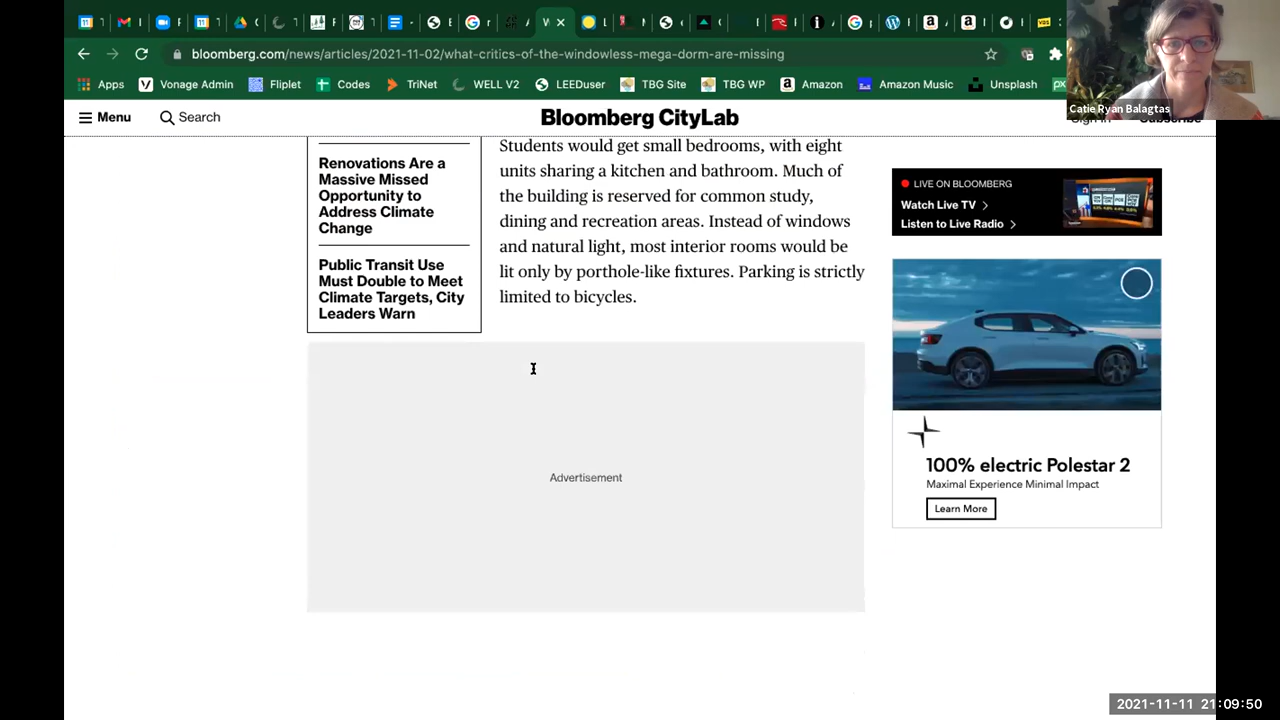 bloomberg.com/news/articles/2021-11-02/what-critics-of-the-windowless-mega-dorm-are-missing
Apps Vonage Admin Fliplet Codes TriNet WELL V2 LEEDuser TBG Site TBG WP Amazon Amazon Music Unsplash
Catie Ryan Balagtas
Menu Search Bloomberg CityLab Sign In Subscribe
Renovations Are a
Massive Missed
Opportunity to
Address Climate
Change
Public Transit Use
Must Double to Meet
Climate Targets, City
Leaders Warn
Students would get small bedrooms, with eight
units sharing a kitchen and bathroom. Much of
the building is reserved for common study,
dining and recreation areas. Instead of windows
and natural light, most interior rooms would be
lit only by porthole-like fixtures. Parking is strictly
limited to bicycles.
Advertisement
LIVE ON BLOOMBERG
Watch Live TV
Listen to Live Radio
100% electric Polestar 2
Maximal Experience Minimal Impact
Learn More
2021-11-11 21:09:50